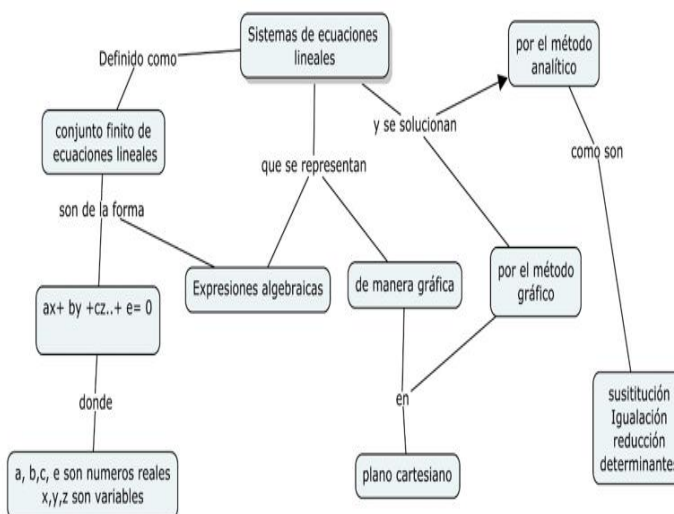 Sistemas de ecuaciones
lineales
por el método
analítico
Definido como
conjunto finito de
ecuaciones lineales
y se solucionan
como son
que se representan
son de la forma
Expresiones algebraicas
de manera gráfica
por el método
gráfico
ax+ by +cz..+ e= 0
donde
en
susititución
Igualación
reducción
determinantes
a, b,c, e son numeros reales
x,y,z son variables
plano cartesiano